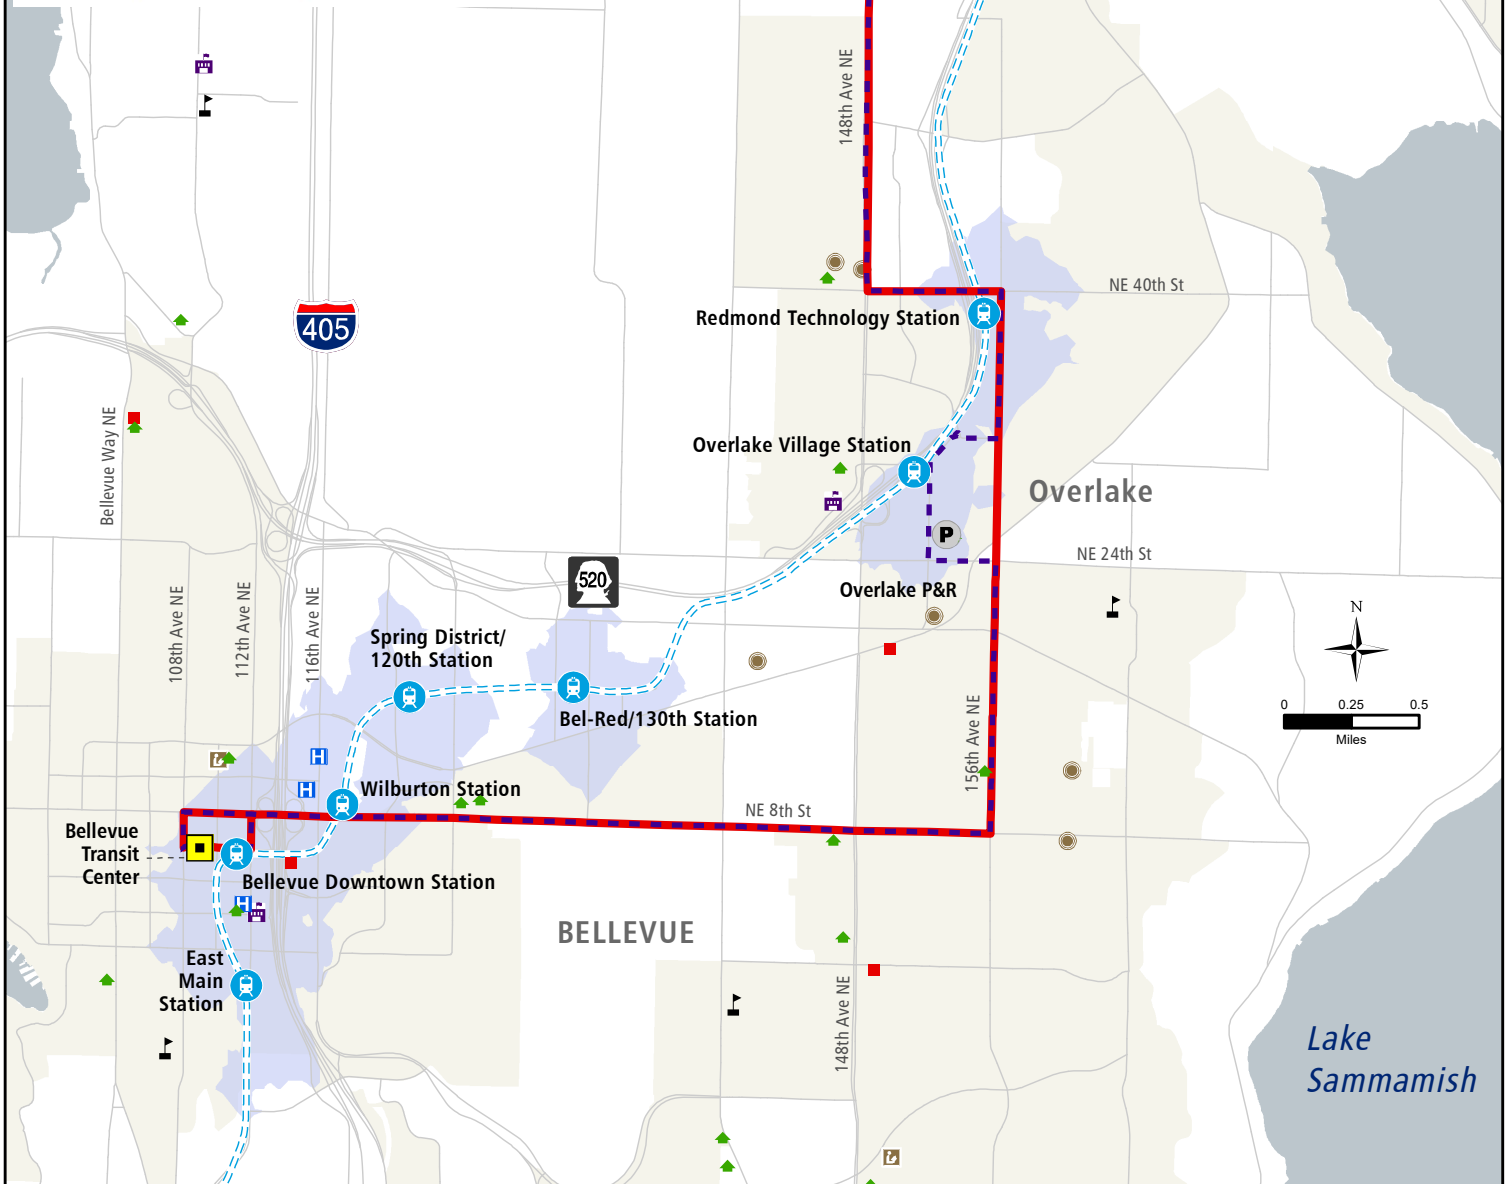 148th Ave NE
NE 40th St
405
Redmond Technology Station
Overlake Village Station
Bellevue Way NE
Overlake
P
NE 24th St
520
Overlake P&R
108th Ave NE
112th Ave NE
116th Ave NE
Spring District/
120th Station
N
Bel-Red/130th Station
156th Ave NE
0 0.25 0.5
Miles
H
H
Wilburton Station
NE 8th St
Bellevue
Transit
Center
Bellevue Downtown Station
H
BELLEVUE
East
Main
Station
148th Ave NE
Lake
Sammamish